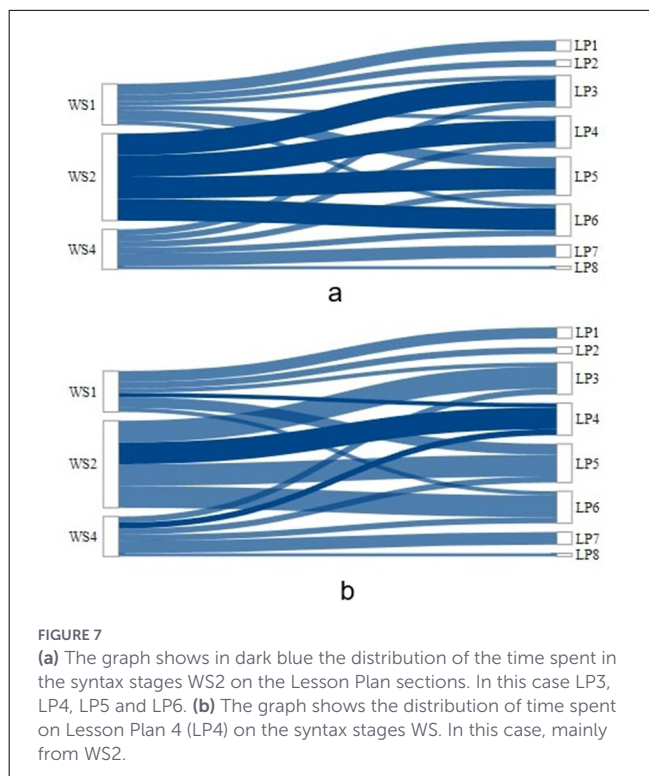 LP1
LP2
WS1
LP3
LP4
WS2
LP5
LP6
WS4
LP7
LP8
a
LP1
LP2
WS1
LP3
LP4
WS2
LP5
LP6
WS4
LP7
LP8
b
FIGURE 7
(a) The graph shows in dark blue the distribution of the time spent in
the syntax stages WS2 on the Lesson Plan sections. In this case LP3,
LP4, LP5 and LP6. (b) The graph shows the distribution of time spent
on Lesson Plan 4 (LP4) on the syntax stages WS. In this case, mainly
from WS2.